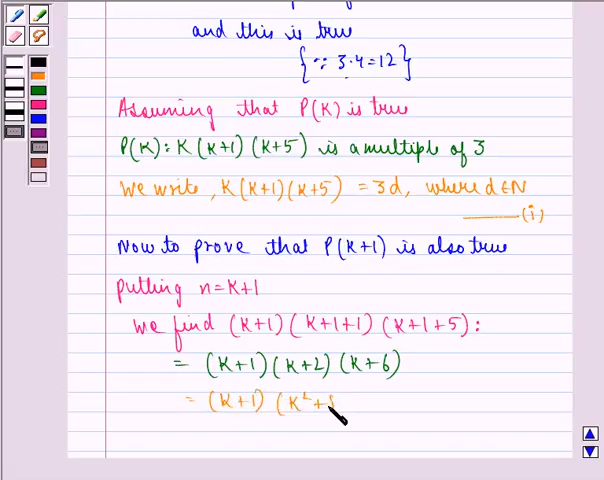 and this is true
{∵ 3·4=12}
Assuming that P(K) is true
P(K): K(K+1)(K+5) is a multiple of 3
We write, K(K+1)(K+5) = 3d, where d∈N
——(i)
Now to prove that P(K+1) is also true
putting n=K+1
We find (K+1)(K+1+1)(K+1+5):
= (K+1)(K+2)(K+6)
= (K+1)(K²+